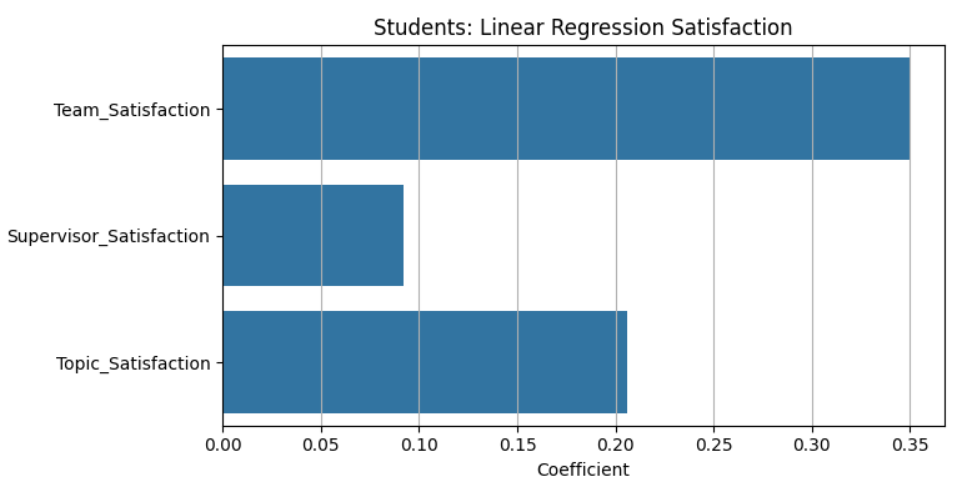 Students: Linear Regression Satisfaction
Team_Satisfaction
Supervisor_Satisfaction
Topic_Satisfaction
0.00 0.05 0.10 0.15 0.20 0.25 0.30 0.35
Coefficient